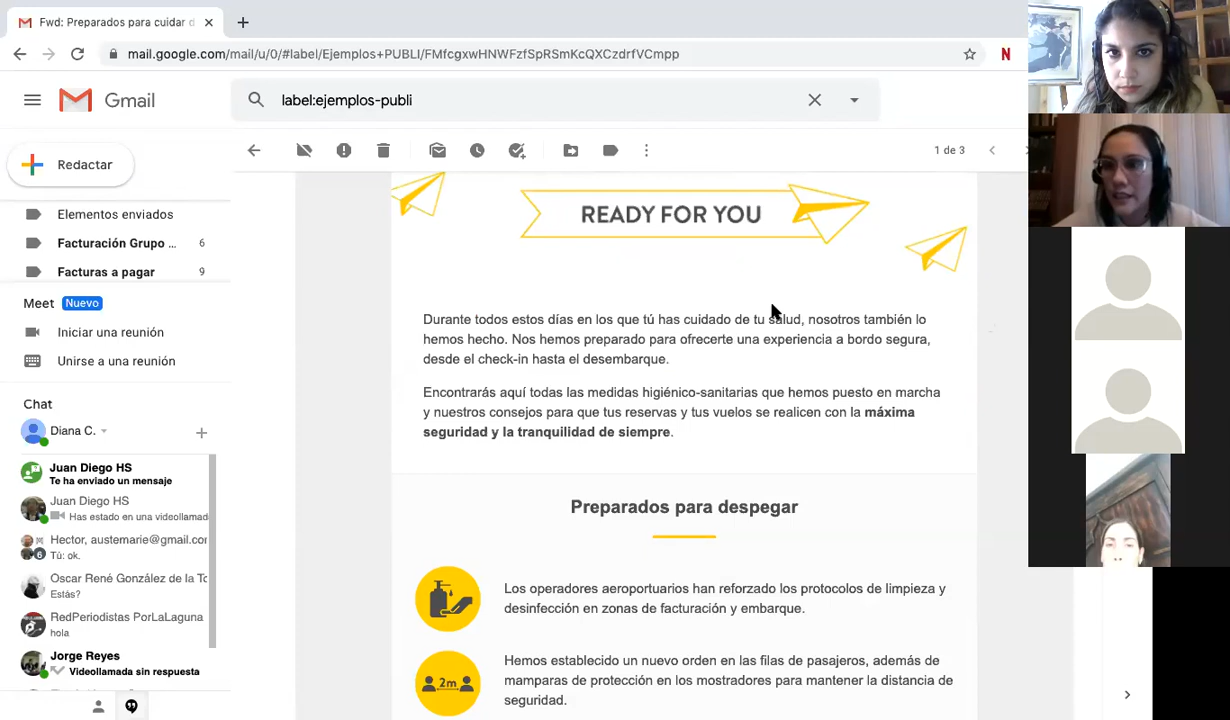 Fwd: Preparados para cuidar d
mail.google.com/mail/u/0/#label/Ejemplos+PUBLI/FMfcgxwHNWFzfSpRSmKcQXCzdrfVCmpp
N
Gmail
label:ejemplos-publi
Redactar
1 de 3
Elementos enviados
Facturación Grupo ... 6
Facturas a pagar 9
Meet Nuevo
Iniciar una reunión
Unirse a una reunión
Chat
Diana C.
Juan Diego HS
Te ha enviado un mensaje
Juan Diego HS
Has estado en una videollamad
Hector, austemarie@gmail.cor
6
Tú: ok.
Oscar René González de la To
Estás?
RedPeriodistas PorLaLaguna
hola
Jorge Reyes
Videollamada sin respuesta
READY FOR YOU
Durante todos estos días en los que tú has cuidado de tu salud, nosotros también lo
hemos hecho. Nos hemos preparado para ofrecerte una experiencia a bordo segura,
desde el check-in hasta el desembarque.
Encontrarás aquí todas las medidas higiénico-sanitarias que hemos puesto en marcha
y nuestros consejos para que tus reservas y tus vuelos se realicen con la máxima
seguridad y la tranquilidad de siempre.
Preparados para despegar
Los operadores aeroportuarios han reforzado los protocolos de limpieza y
desinfección en zonas de facturación y embarque.
2m
Hemos establecido un nuevo orden en las filas de pasajeros, además de
mamparas de protección en los mostradores para mantener la distancia de
seguridad.